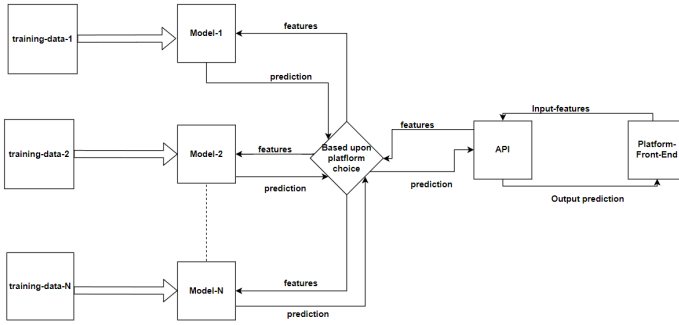 training-data-1
Model-1
features
prediction
training-data-2
Model-2
features
prediction
Based upon
platflorm
choice
features
prediction
API
Input-features
Output prediction
Platform-
Front-End
training-data-N
Model-N
features
prediction